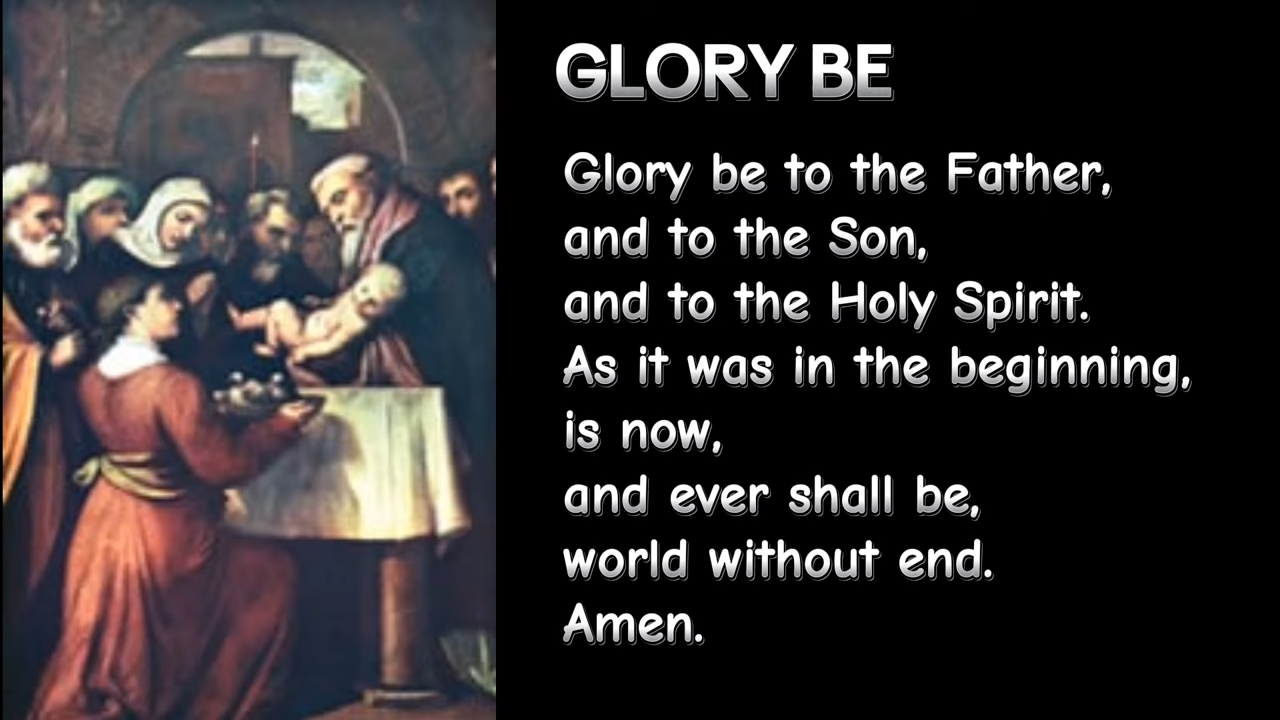 GLORY BE
Glory be to the Father,
and to the Son,
and to the Holy Spirit.
As it was in the beginning,
is now,
and ever shall be,
world without end.
Amen.